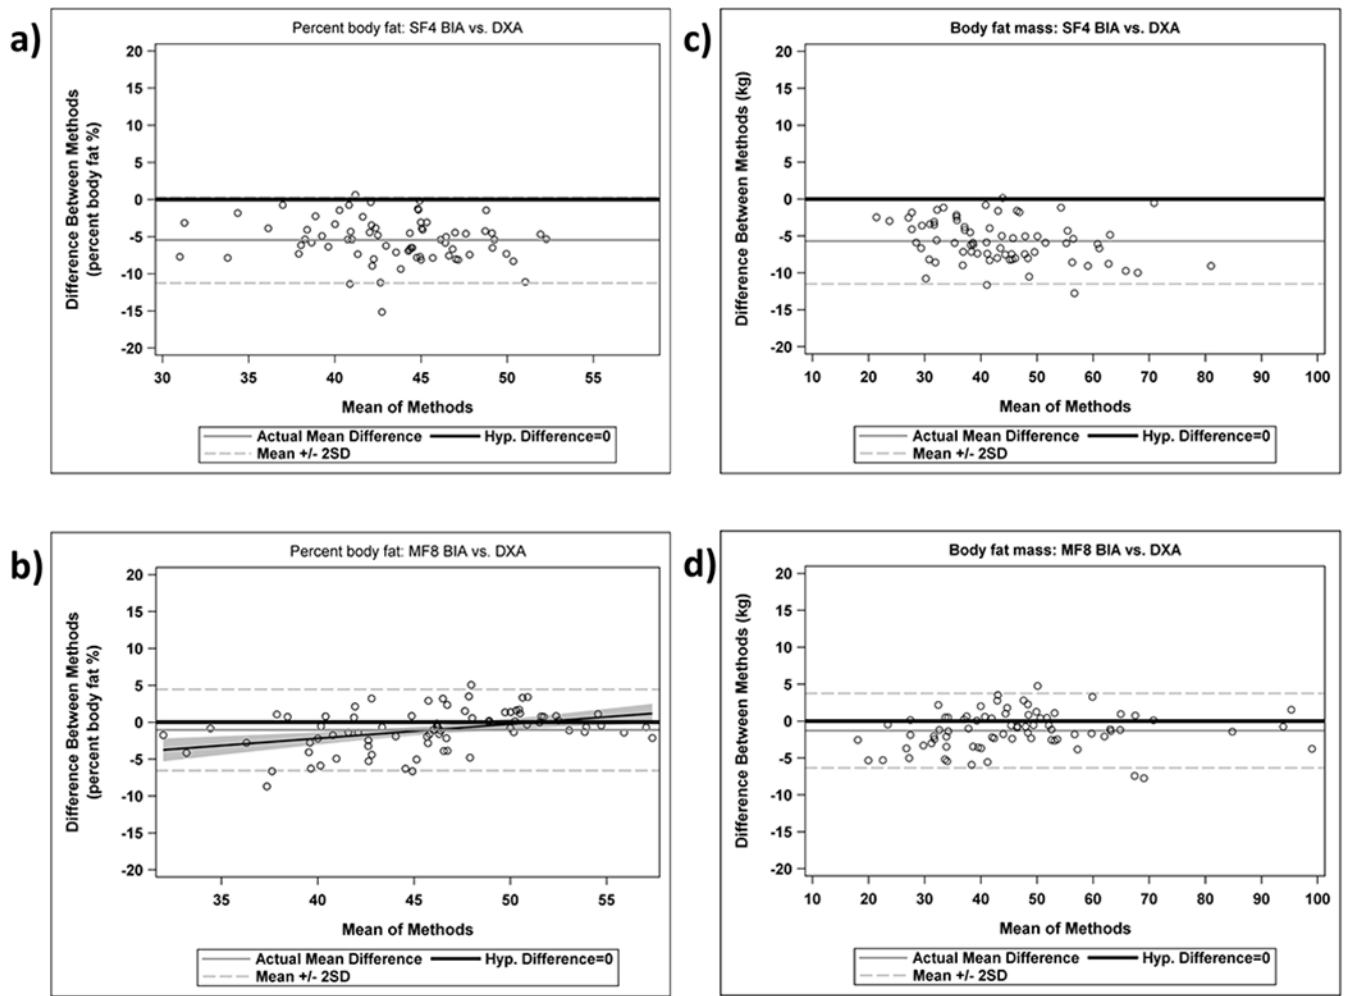 a)
Percent body fat: SF4 BIA vs. DXA
Difference Between Methods
(percent body fat %)
20
15
10
5
0
-5
-10
-15
-20
30 35 40 45 50 55
Mean of Methods
Actual Mean Difference Hyp. Difference=0
Mean +/- 2SD
c)
Body fat mass: SF4 BIA vs. DXA
Difference Between Methods (kg)
20
15
10
5
0
-5
-10
-15
-20
10 20 30 40 50 60 70 80 90 100
Mean of Methods
Actual Mean Difference Hyp. Difference=0
Mean +/- 2SD
b)
Percent body fat: MF8 BIA vs. DXA
Difference Between Methods
(percent body fat %)
20
15
10
5
0
-5
-10
-15
-20
35 40 45 50 55
Mean of Methods
Actual Mean Difference Hyp. Difference=0
Mean +/- 2SD
d)
Body fat mass: MF8 BIA vs. DXA
Difference Between Methods (kg)
20
15
10
5
0
-5
-10
-15
-20
10 20 30 40 50 60 70 80 90 100
Mean of Methods
Actual Mean Difference Hyp. Difference=0
Mean +/- 2SD